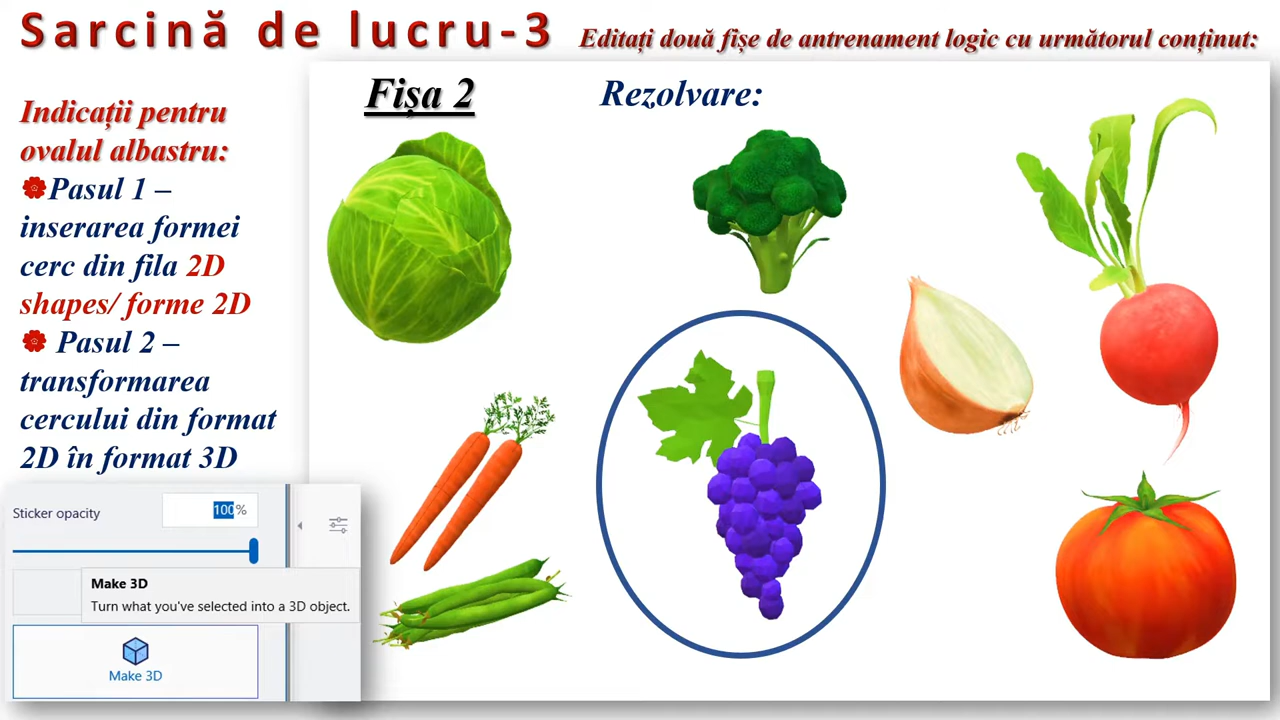 Sarcină de lucru-3
Editați două fișe de antrenament logic cu următorul conținut:
Indicații pentru
ovalul albastru:
Pasul 1 –
inserarea formei
cerc din fila 2D
shapes/ forme 2D
Pasul 2 –
transformarea
cercului din format
2D în format 3D
Sticker opacity
100%
Make 3D
Turn what you've selected into a 3D object.
Make 3D
Fișa 2
Rezolvare: